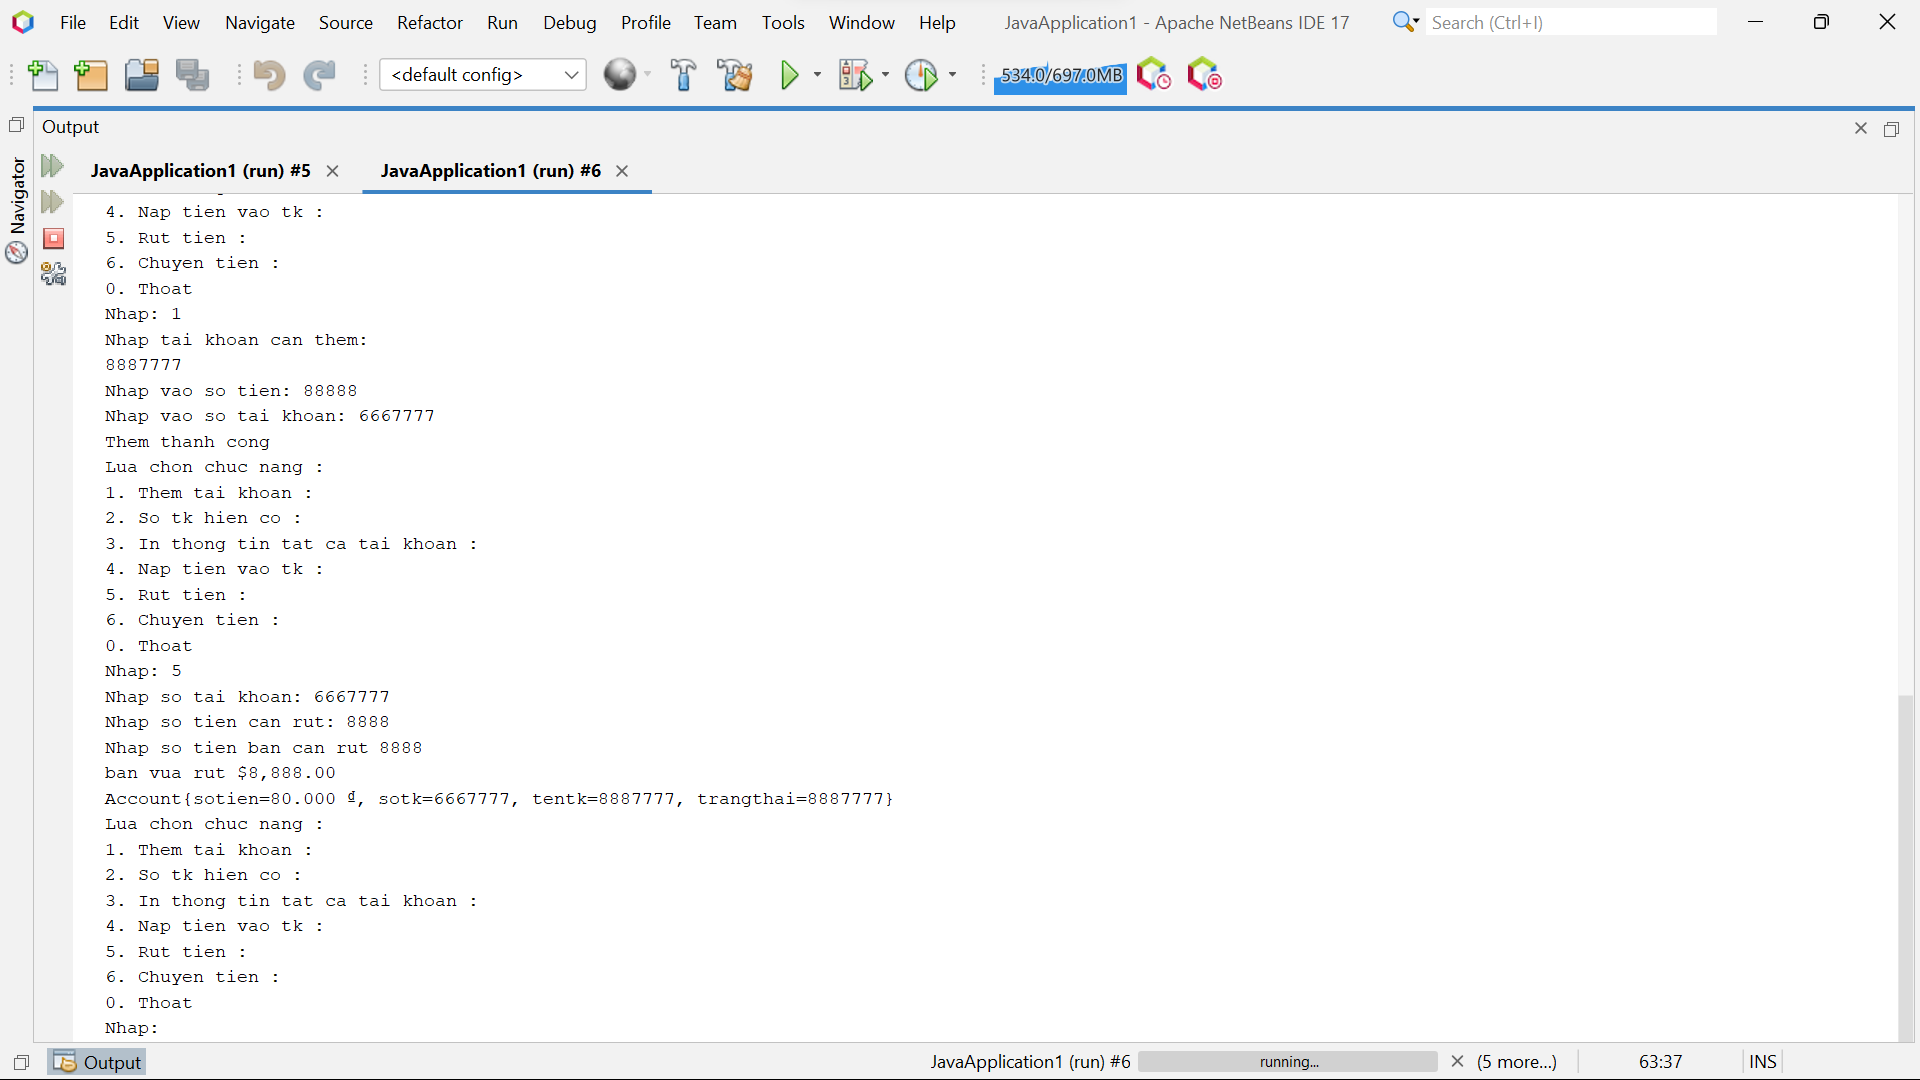 File Edit View Navigate Source Refactor Run Debug Profile Team Tools Window Help JavaApplication1 - Apache NetBeans IDE 17 Search (Ctrl+I)
<default config> 534.0/697.0MB
Output
Navigator
JavaApplication1 (run) #5 JavaApplication1 (run) #6
4. Nap tien vao tk :
5. Rut tien :
6. Chuyen tien :
0. Thoat
Nhap: 1
Nhap tai khoan can them:
8887777
Nhap vao so tien: 88888
Nhap vao so tai khoan: 6667777
Them thanh cong
Lua chon chuc nang :
1. Them tai khoan :
2. So tk hien co :
3. In thong tin tat ca tai khoan :
4. Nap tien vao tk :
5. Rut tien :
6. Chuyen tien :
0. Thoat
Nhap: 5
Nhap so tai khoan: 6667777
Nhap so tien can rut: 8888
Nhap so tien ban can rut 8888
ban vua rut $8,888.00
Account{sotien=80.000 ₫, sotk=6667777, tentk=8887777, trangthai=8887777}
Lua chon chuc nang :
1. Them tai khoan :
2. So tk hien co :
3. In thong tin tat ca tai khoan :
4. Nap tien vao tk :
5. Rut tien :
6. Chuyen tien :
0. Thoat
Nhap:
Output JavaApplication1 (run) #6 running... (5 more...) 63:37 INS